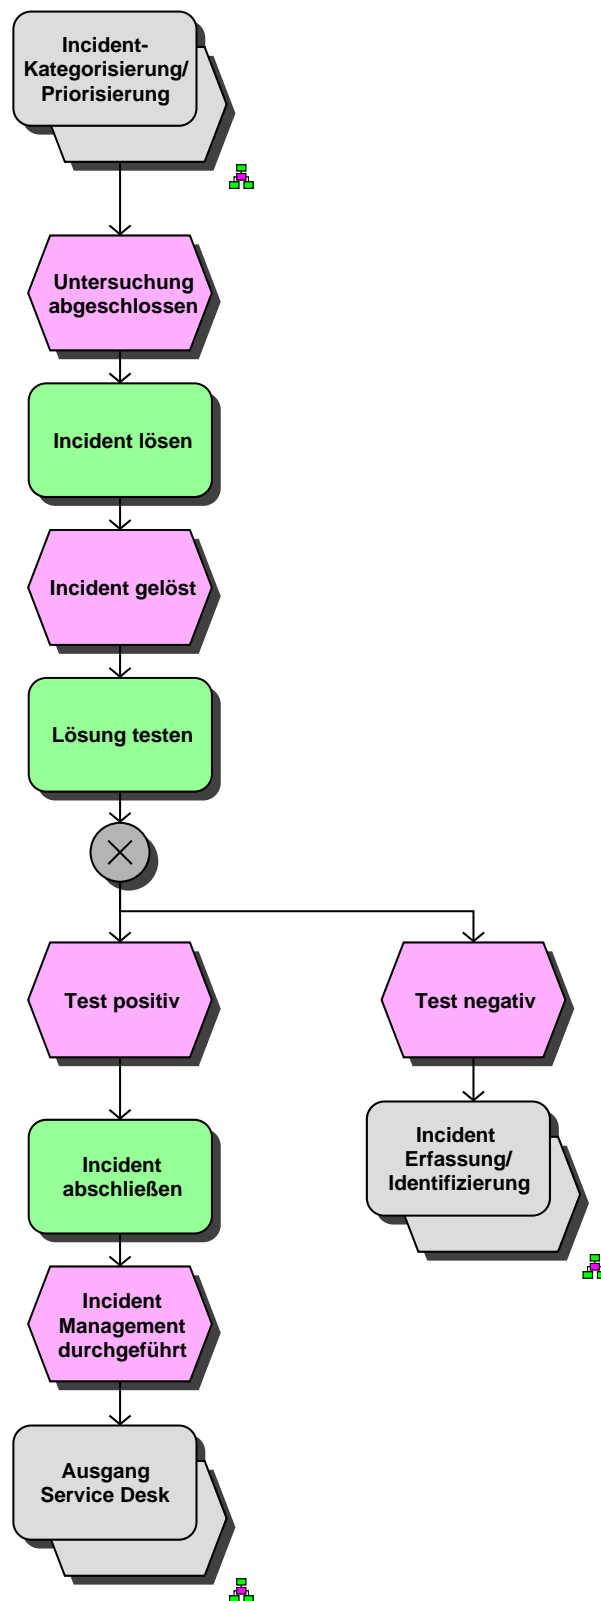 Incident-
Kategorisierung/
Priorisierung
Untersuchung
abgeschlossen
Incident lösen
Incident gelöst
Lösung testen
Test positiv
Test negativ
Incident
abschließen
Incident
Erfassung/
Identifizierung
Incident
Management
durchgeführt
Ausgang
Service Desk